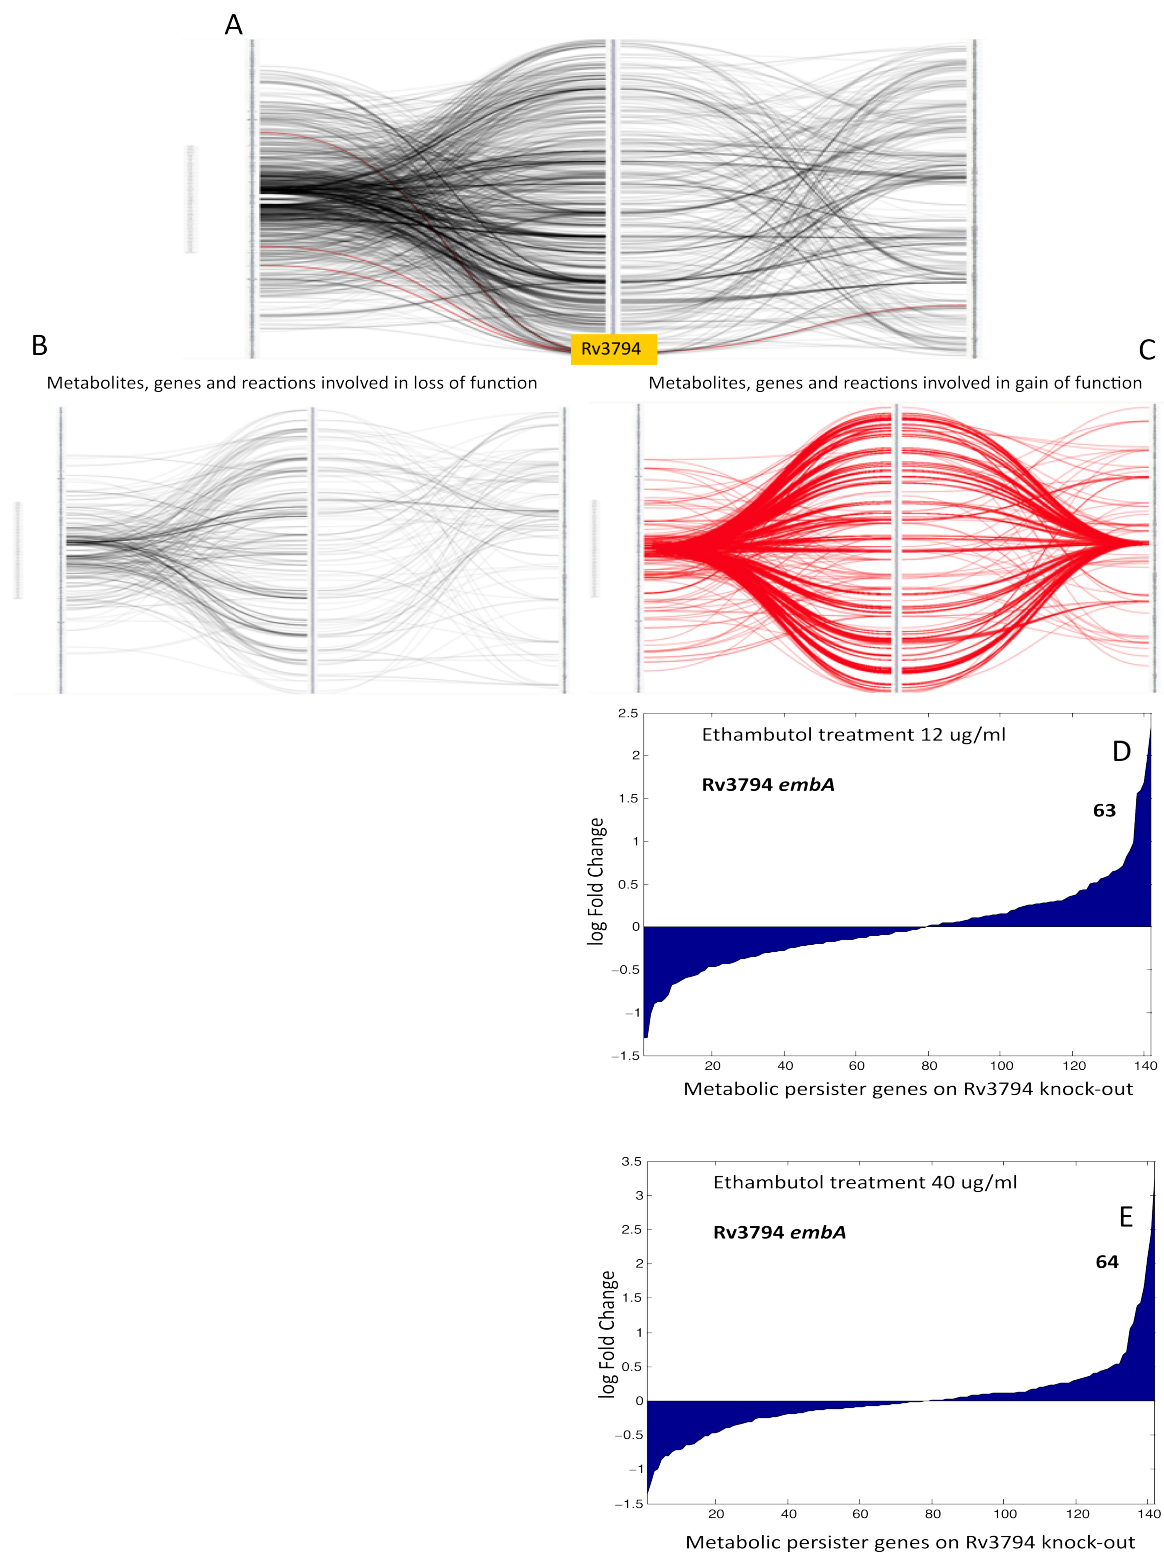 A
Rv3794
B
C
Metabolites, genes and reactions involved in loss of function
Metabolites, genes and reactions involved in gain of function
2.5
2
1.5
1
0.5
0
−0.5
−1
−1.5
log Fold Change
Ethambutol treatment 12 ug/ml
D
Rv3794 embA
63
20 40 60 80 100 120 140
Metabolic persister genes on Rv3794 knock-out
3.5
3
2.5
2
1.5
1
0.5
0
−0.5
−1
−1.5
log Fold Change
Ethambutol treatment 40 ug/ml
E
Rv3794 embA
64
20 40 60 80 100 120 140
Metabolic persister genes on Rv3794 knock-out